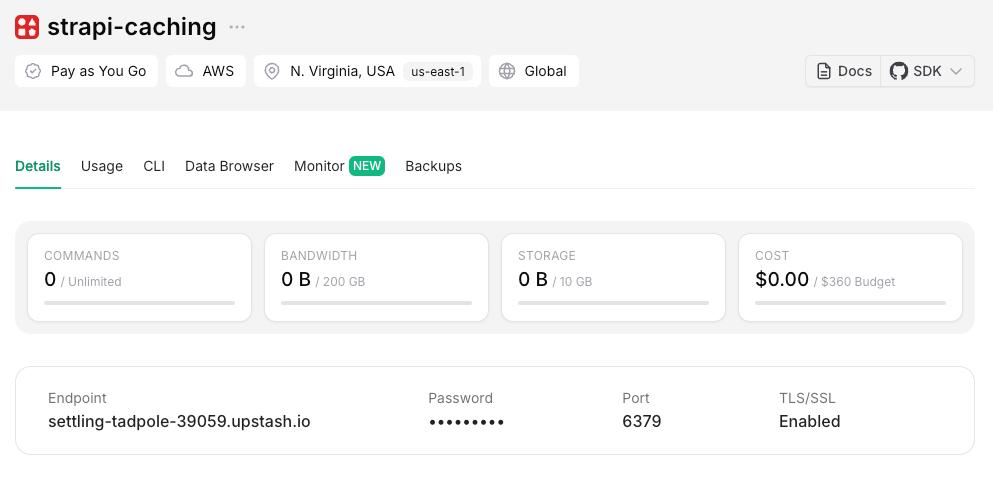 strapi-caching ...
Pay as You Go AWS N. Virginia, USA us-east-1 Global Docs SDK
Details Usage CLI Data Browser Monitor NEW Backups
COMMANDS BANDWIDTH STORAGE COST
0 / Unlimited 0 B / 200 GB 0 B / 10 GB $0.00 / $360 Budget
Endpoint Password Port TLS/SSL
settling-tadpole-39059.upstash.io ••••••••• 6379 Enabled